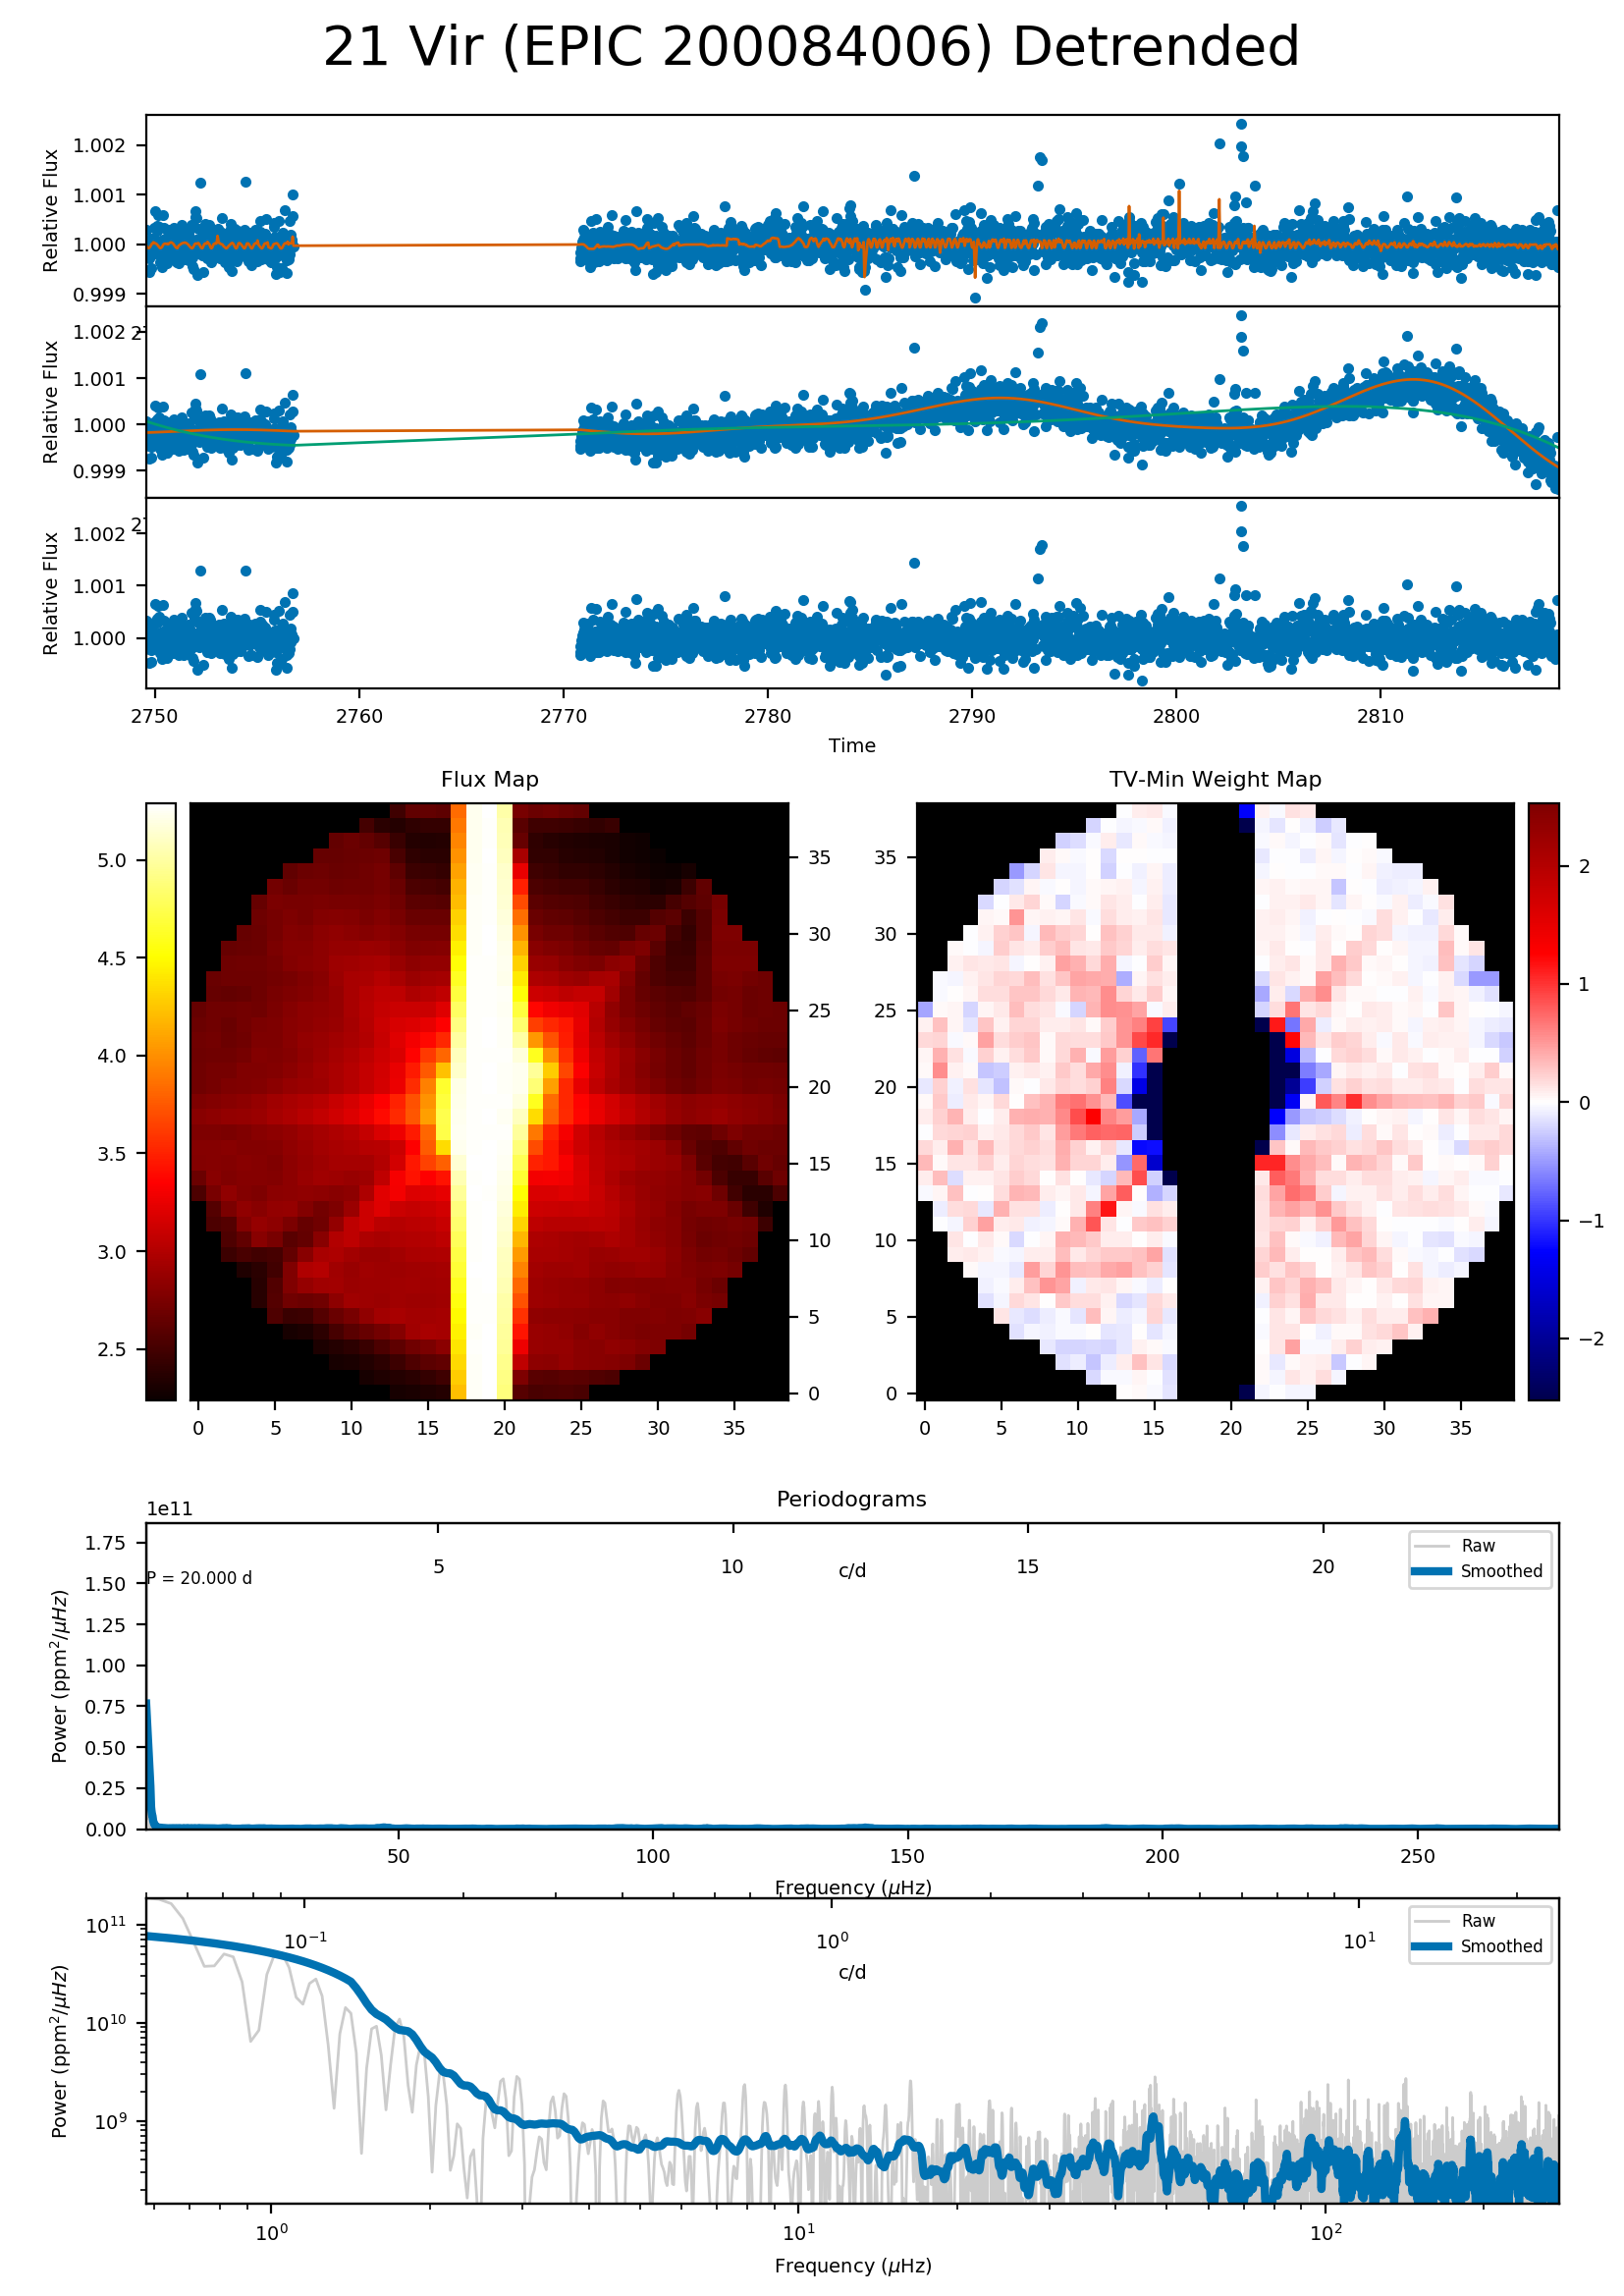 21 Vir (EPIC 200084006) Detrended
Relative Flux
1.002
1.001
1.000
0.999
Relative Flux
1.002
1.001
1.000
0.999
Relative Flux
1.002
1.001
1.000
2750 2760 2770 2780 2790 2800 2810
Time
Flux Map
5.0
4.5
4.0
3.5
3.0
2.5
35
30
25
20
15
10
5
0
0 5 10 15 20 25 30 35
TV-Min Weight Map
35
30
25
20
15
10
5
0
0 5 10 15 20 25 30 35
2
1
0
−1
−2
Periodograms
1e11
Power (ppm²/μHz)
1.75
1.50
1.25
1.00
0.75
0.50
0.25
0.00
5 10 15 20
c/d
P = 20.000 d
Raw
Smoothed
50 100 150 200 250
Frequency (μHz)
Power (ppm²/μHz)
10¹¹
10¹⁰
10⁹
10⁻¹ 10⁰ 10¹
c/d
Raw
Smoothed
10⁰ 10¹ 10²
Frequency (μHz)